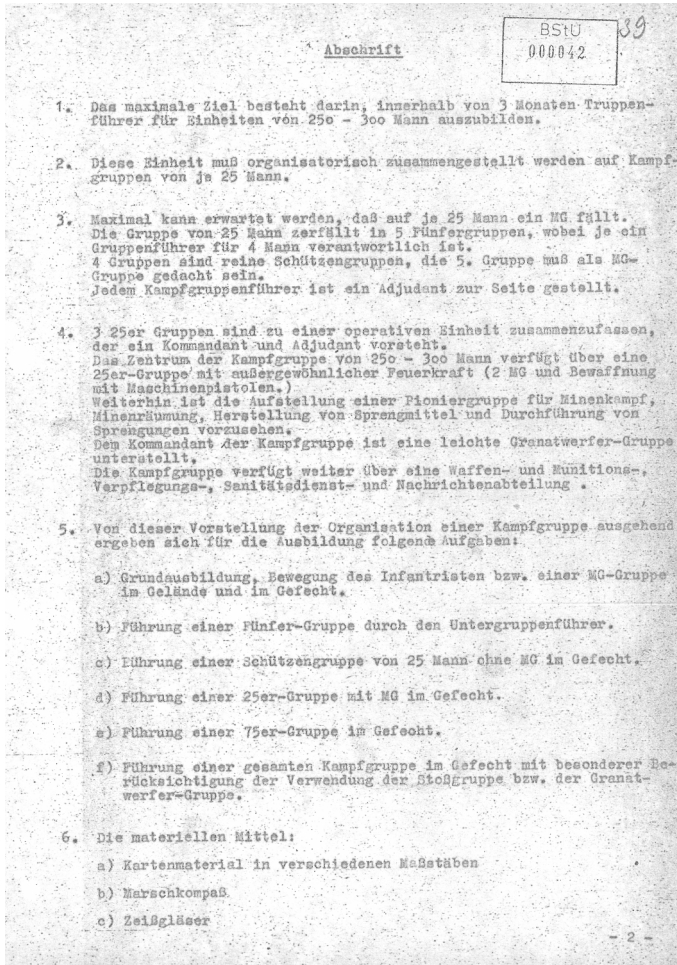 BStU
39
000042
Abschrift
1. Das maximale Ziel besteht darin, innerhalb von 3 Monaten Truppen-
führer für Einheiten von 25o - 3oo Mann auszubilden.
2. Diese Einheit muß organisatorisch zusammengestellt werden auf Kampf-
gruppen von je 25 Mann.
3. Maximal kann erwartet werden, daß auf je 25 Mann ein MG fällt.
Die Gruppe von 25 Mann zerfällt in 5 Fünfergruppen, wobei je ein
Gruppenführer für 4 Mann verantwortlich ist.
4 Gruppen sind reine Schützengruppen, die 5. Gruppe muß als MG-
Gruppe gedacht sein.
Jedem Kampfgruppenführer ist ein Adjudant zur Seite gestellt.
4. 3 25er Gruppen sind zu einer operativen Einheit zusammenzufassen,
der ein Kommandant und Adjudant vorsteht.
Das Zentrum der Kampfgruppe von 25o - 3oo Mann verfügt über eine
25er-Gruppe mit außergewöhnlicher Feuerkraft (2 MG und Bewaffnung
mit Maschinenpistolen.)
Weiterhin ist die Aufstellung einer Pioniergruppe für Minenkampf,
Minenräumung, Herstellung von Sprengmittel und Durchführung von
Sprengungen vorzusehen.
Dem Kommandant der Kampfgruppe ist eine leichte Granatwerfer-Gruppe
unterstellt.
Die Kampfgruppe verfügt weiter über eine Waffen- und Munitions-,
Verpflegungs-, Sanitätsdienst- und Nachrichtenabteilung .
5. Von dieser Vorstellung der Organisation einer Kampfgruppe ausgehend
ergeben sich für die Ausbildung folgende Aufgaben:
a) Grundausbildung, Bewegung des Infantristen bzw. einer MG-Gruppe
im Gelände und im Gefecht.
b) Führung einer Fünfer-Gruppe durch den Untergruppenführer.
c) Führung einer Schützengruppe von 25 Mann ohne MG im Gefecht.
d) Führung einer 25er-Gruppe mit MG im Gefecht.
e) Führung einer 75er-Gruppe im Gefecht.
f) Führung einer gesamten Kampfgruppe im Gefecht mit besonderer Be-
rücksichtigung der Verwendung der Stoßgruppe bzw. der Granat-
werfer-Gruppe.
6. Die materiellen Mittel:
a) Kartenmaterial in verschiedenen Maßstäben
b) Marschkompaß
c) Zeißgläser
- 2 -